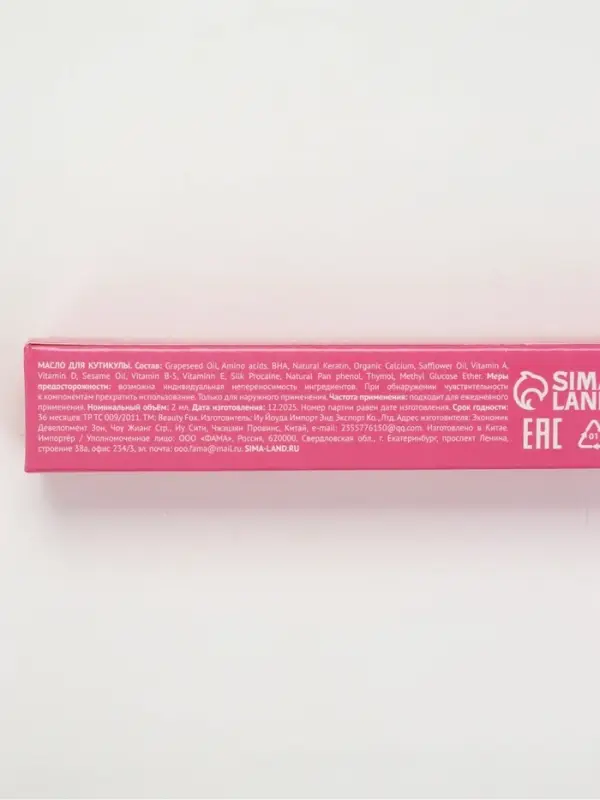 МАСЛО ДЛЯ КУТИКУЛЫ. Состав: Grapeseed Oil, Amino acids, BHA, Natural Keratin, Organic Calcium, Safflower Oil, Vitamin A,
Vitamin D, Sesame Oil, Vitamin B-5, Vitaminn E, Silk Procaine, Natural Pan phenol, Thymol, Methyl Glucose Ether. Меры
предосторожности: возможна индивидуальная непереносимость ингредиентов. При обнаружении чувствительности
к компонентам прекратить использование. Только для наружного применения. Частота применения: подходит для ежедневного
применения. Номинальный объём: 2 мл. Дата изготовления: 12.2025. Номер партии равен дате изготовления. Срок годности:
36 месяцев. ТР ТС 009/2011. ТМ: Beauty Fox. Изготовитель: Иу Йоуда Импорт Энд Экспорт Ко., Лтд. Адрес изготовителя: Экономик
Девелопмент Зон, Чоу Жианг Стр., Иу Сити, Чжэцзян Провинс, Китай, e-mail: 2355776150@qq.com. Изготовлено в Китае.
Импортёр / Уполномоченное лицо: ООО «ФАМА», Россия, 620000, Свердловская обл., г. Екатеринбург, проспект Ленина,
строение 38а, офис 234/3, эл. почта: ooo.fama@mail.ru. SIMA-LAND.RU
SIMA
LAND
EAC
01